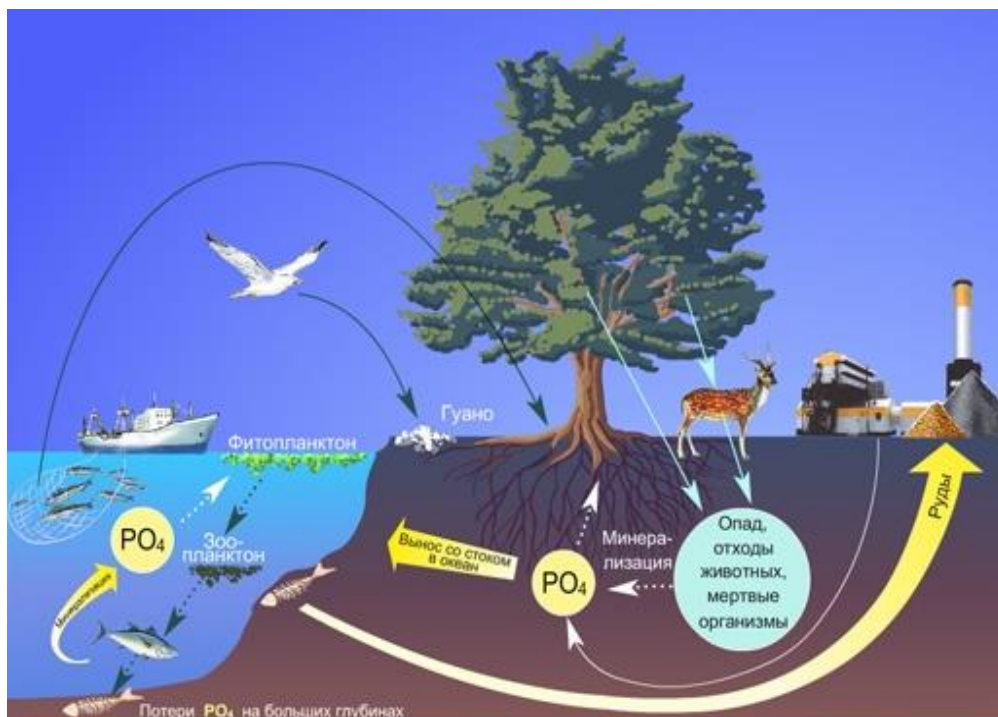 Гуано
Фитопланктон
PO₄
Зоо-
планктон
Минерализация
Вынос со стоком
в океан
PO₄
Минера-
лизация
Опад,
отходы
животных,
мертвые
организмы
Руды
Потери PO₄ на больших глубинах